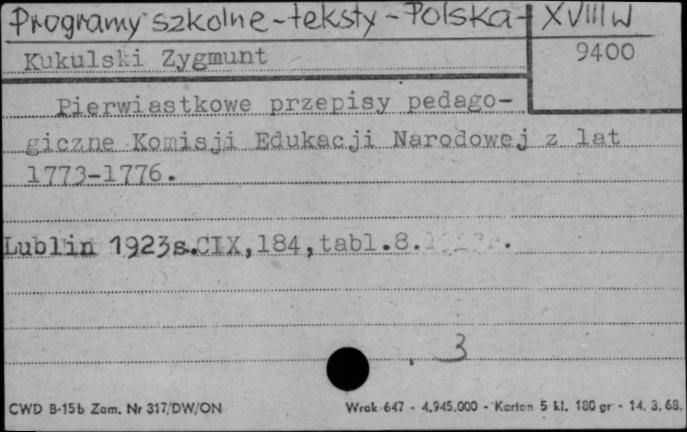 Programy szkolne-teksty-Polska-XVIII w
Kukulski Zygmunt 9400
Pierwiastkowe przepisy pedago-
giczne Komisji Edukacji Narodowej z lat
1773-1776.
Lublin 1923 s.CIX,184,tabl.8. .
3
CWD B-15b Zam. Nr 317/DW/ON Wrak 647 - 4.945.000 - Karton 5 kl. 180 gr - 14. 3. 68.